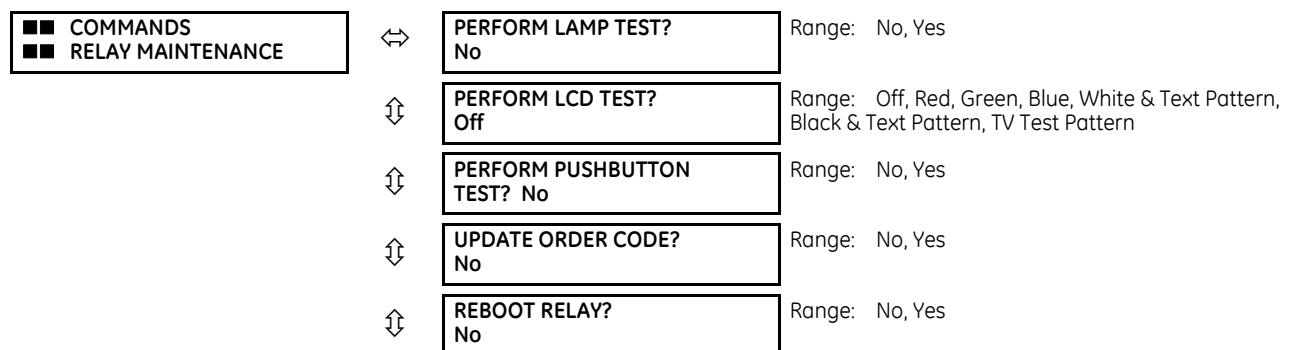 ■■ COMMANDS
■■ RELAY MAINTENANCE
PERFORM LAMP TEST?
No
Range: No, Yes
PERFORM LCD TEST?
Off
Range: Off, Red, Green, Blue, White & Text Pattern,
Black & Text Pattern, TV Test Pattern
PERFORM PUSHBUTTON
TEST? No
Range: No, Yes
UPDATE ORDER CODE?
No
Range: No, Yes
REBOOT RELAY?
No
Range: No, Yes